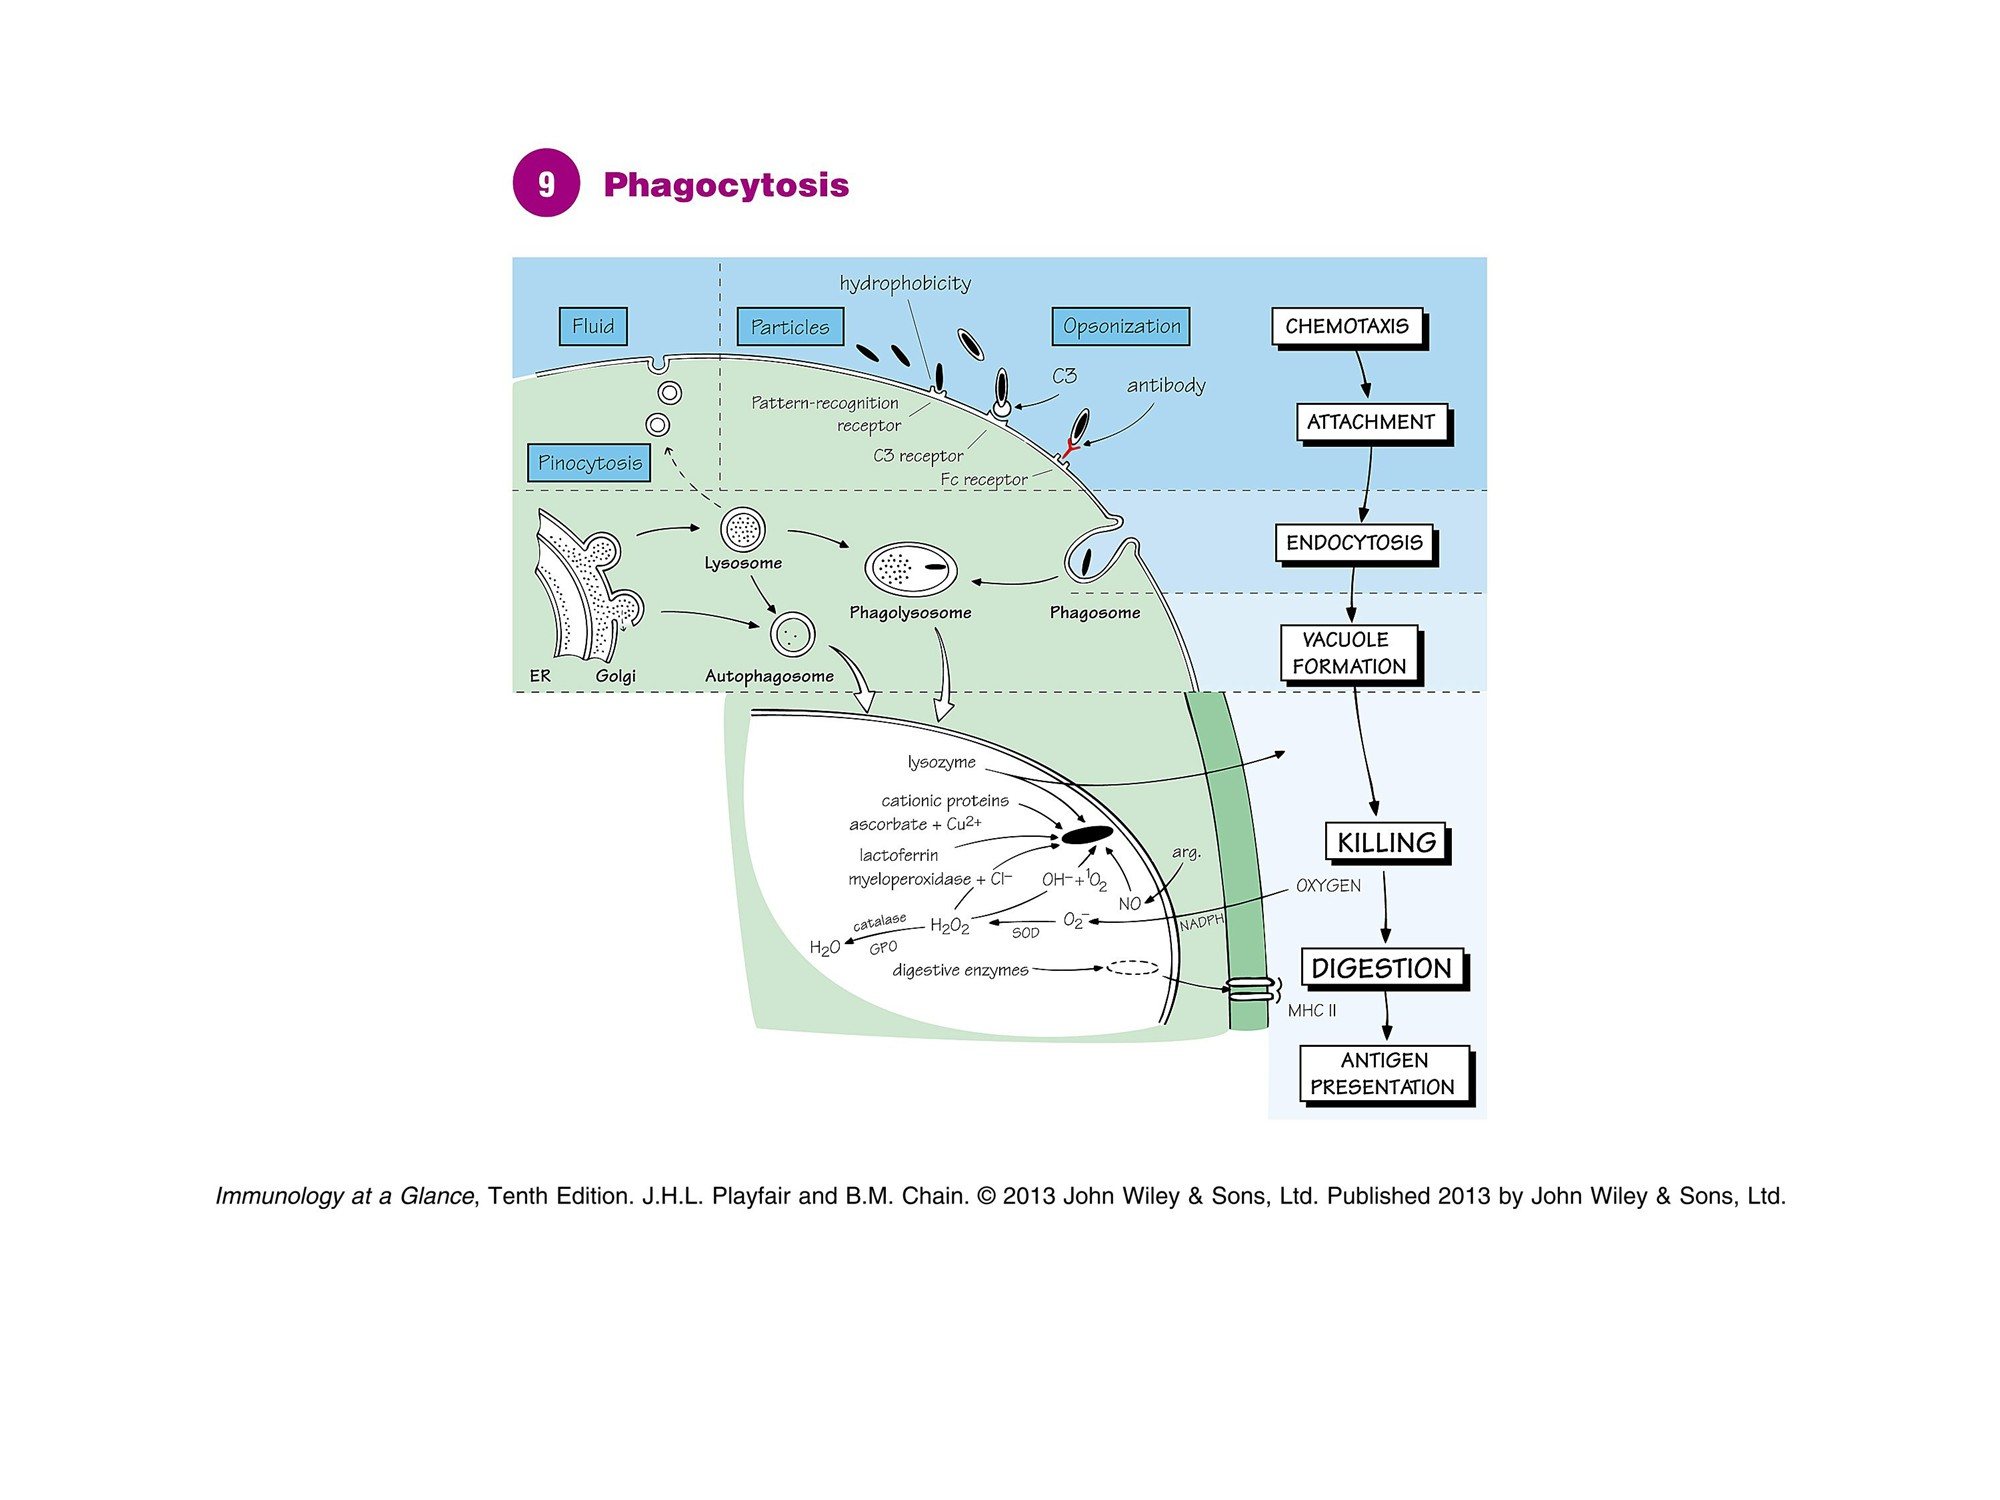 9 Phagocytosis
hydrophobicity
Fluid
Particles
Opsonization
CHEMOTAXIS
C3
antibody
Pattern-recognition
receptor
ATTACHMENT
C3 receptor
Pinocytosis
Fc receptor
ENDOCYTOSIS
Lysosome
Phagolysosome
Phagosome
VACUOLE
FORMATION
ER
Golgi
Autophagosome
lysozyme
cationic proteins
ascorbate + Cu2+
KILLING
lactoferrin
arg.
myeloperoxidase + Cl–
OH– + ¹O₂
OXYGEN
NO
catalase
H₂O₂
O₂–
NADPH
SOD
H₂O
GPO
digestive enzymes
DIGESTION
MHC II
ANTIGEN
PRESENTATION
Immunology at a Glance, Tenth Edition. J.H.L. Playfair and B.M. Chain. © 2013 John Wiley & Sons, Ltd. Published 2013 by John Wiley & Sons, Ltd.